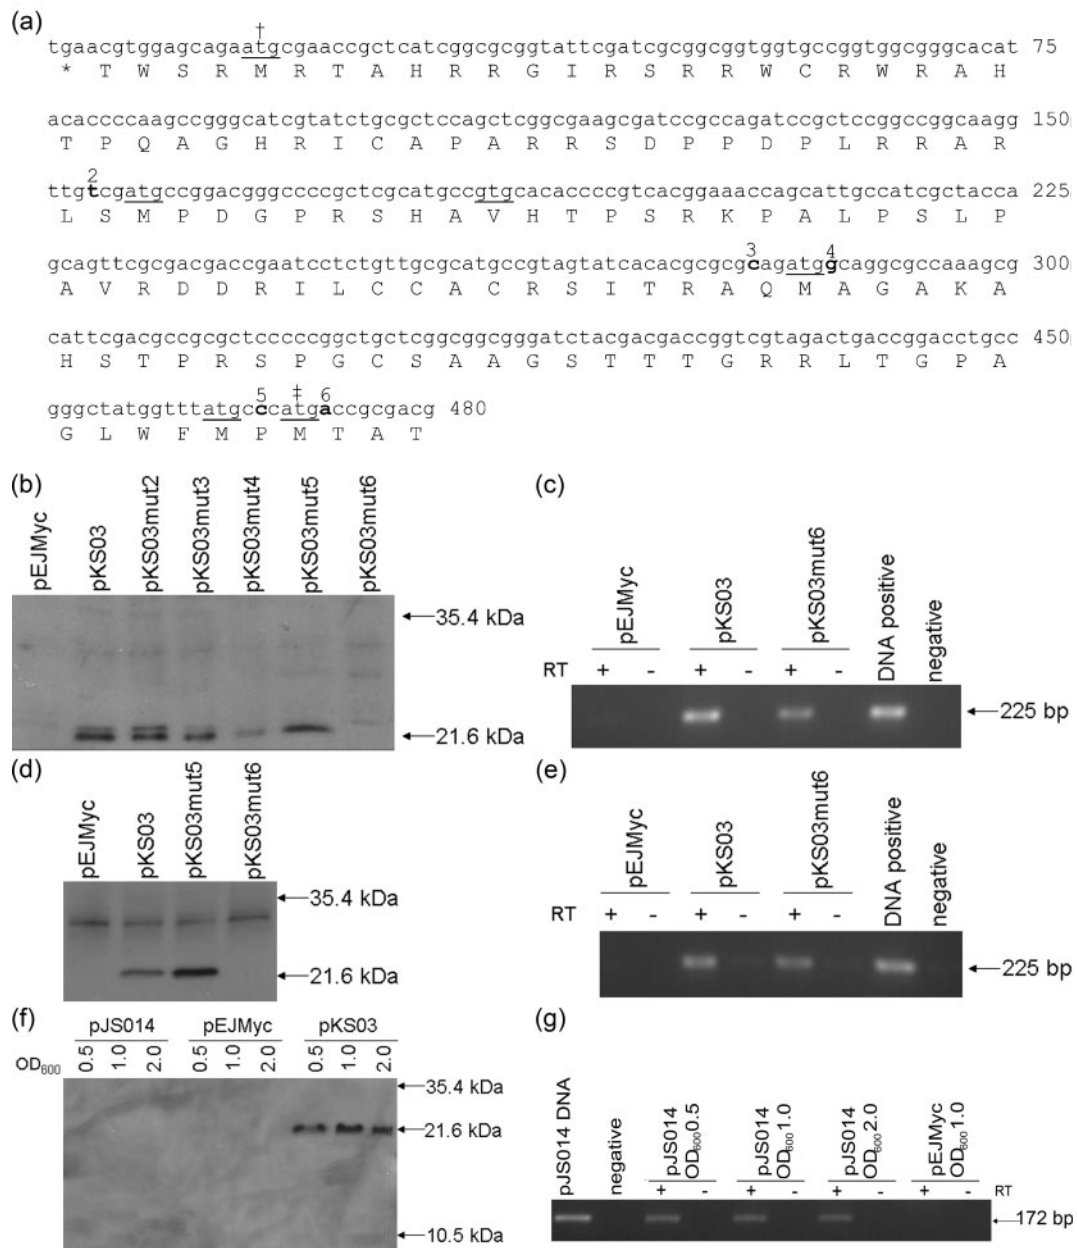 (a)
†
tgaacgtggagcagaatgcgaaccgctcatcggcgcggtattcgatcgcggcggtggtgccggtggcgggcacat 75
* T W S R M R T A H R R G I R S R R W C R W R A H
acaccccaagccgggcatcgtatctgcgctccagctcggcgaagcgatccgccagatccgctccggccggcaagg 150
T P Q A G H R I C A P A R R S D P P D P L R R A R
2
ttgtcgatgccggacgggccccgctcgcatgccgtgcacaccccgtcacggaaaccagcattgccatcgctacca 225
L S M P D G P R S H A V H T P S R K P A L P S L P
3 4
gcagttcgcgacgaccgaatcctctgttgcgcatgccgtagtatcacacgcgcgcagatggcaggcgccaaagcg 300
A V R D D R I L C C A C R S I T R A Q M A G A K A
cattcgacgccgcgctcccccggctgctcggcggcgggatctacgacgaccggtcgtagactgaccggacctgcc 450
H S T P R S P G C S A A G S T T T G R R L T G P A
5 ‡ 6
gggctatggtttatgcccatgaccgcgacg 480
G L W F M P M T A T
(b)
pEJMyc
pKS03
pKS03mut2
pKS03mut3
pKS03mut4
pKS03mut5
pKS03mut6
35.4 kDa
21.6 kDa
(c)
pEJMyc
pKS03
pKS03mut6
DNA positive
negative
RT + - + - + -
225 bp
(d)
pEJMyc
pKS03
pKS03mut5
pKS03mut6
35.4 kDa
21.6 kDa
(e)
pEJMyc
pKS03
pKS03mut6
DNA positive
negative
RT + - + - + -
225 bp
(f)
pJS014 pEJMyc pKS03
OD600 0.5 1.0 2.0 0.5 1.0 2.0 0.5 1.0 2.0
35.4 kDa
21.6 kDa
10.5 kDa
(g)
pJS014 DNA
negative
pJS014
OD600 0.5
pJS014
OD600 1.0
pJS014
OD600 2.0
pEJMyc
OD600 1.0
+ - + - + - + - RT
172 bp